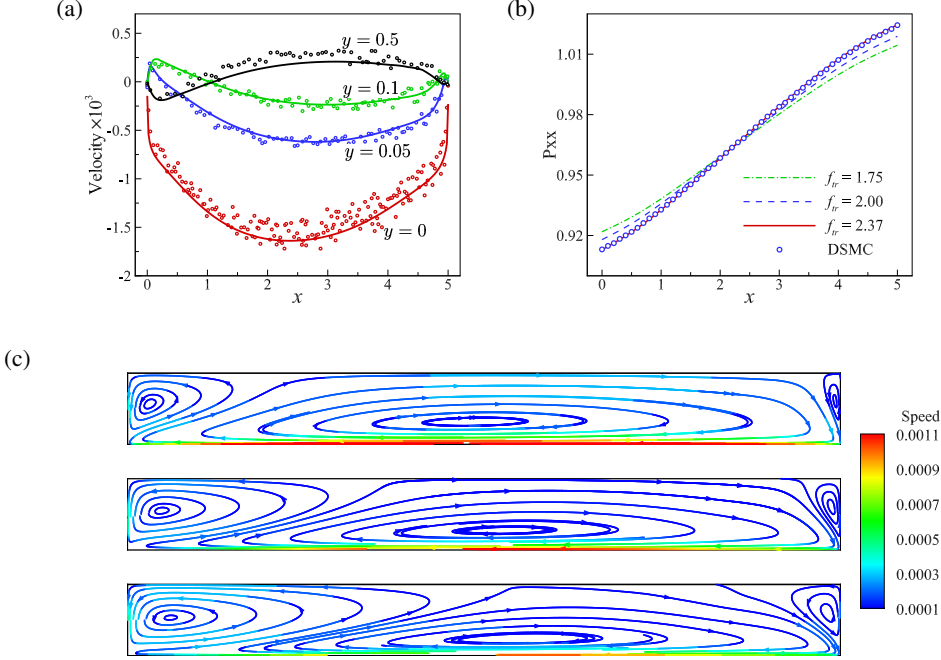 (a)
(b)
Velocity×10³
0.5
0
-0.5
-1
-1.5
-2
0
1
2
3
4
5
x
y = 0.5
y = 0.1
y = 0.05
y = 0
Pxx
1.01
0.98
0.95
0.92
0
1
2
3
4
5
x
f_tr = 1.75
f_tr = 2.00
f_tr = 2.37
DSMC
(c)
Speed
0.0011
0.0009
0.0007
0.0005
0.0003
0.0001